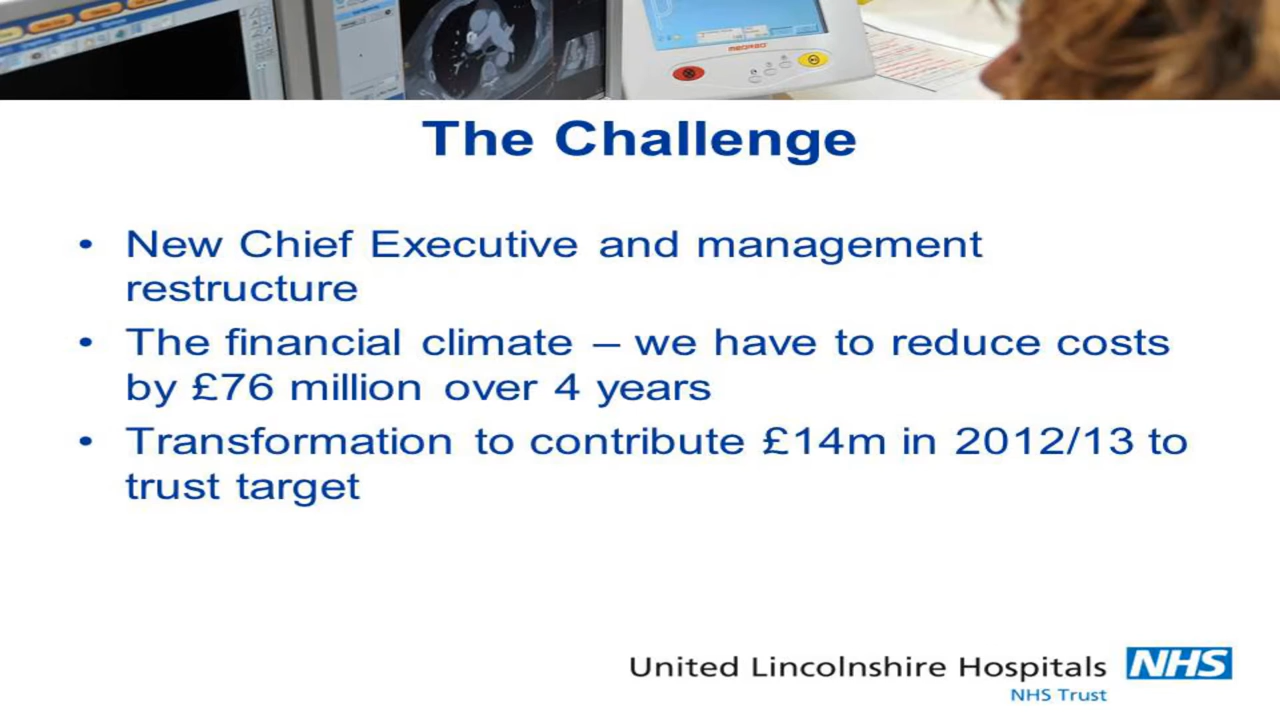 MEDRAD
The Challenge
• New Chief Executive and management
restructure
• The financial climate – we have to reduce costs
by £76 million over 4 years
• Transformation to contribute £14m in 2012/13 to
trust target
United Lincolnshire Hospitals NHS
NHS Trust